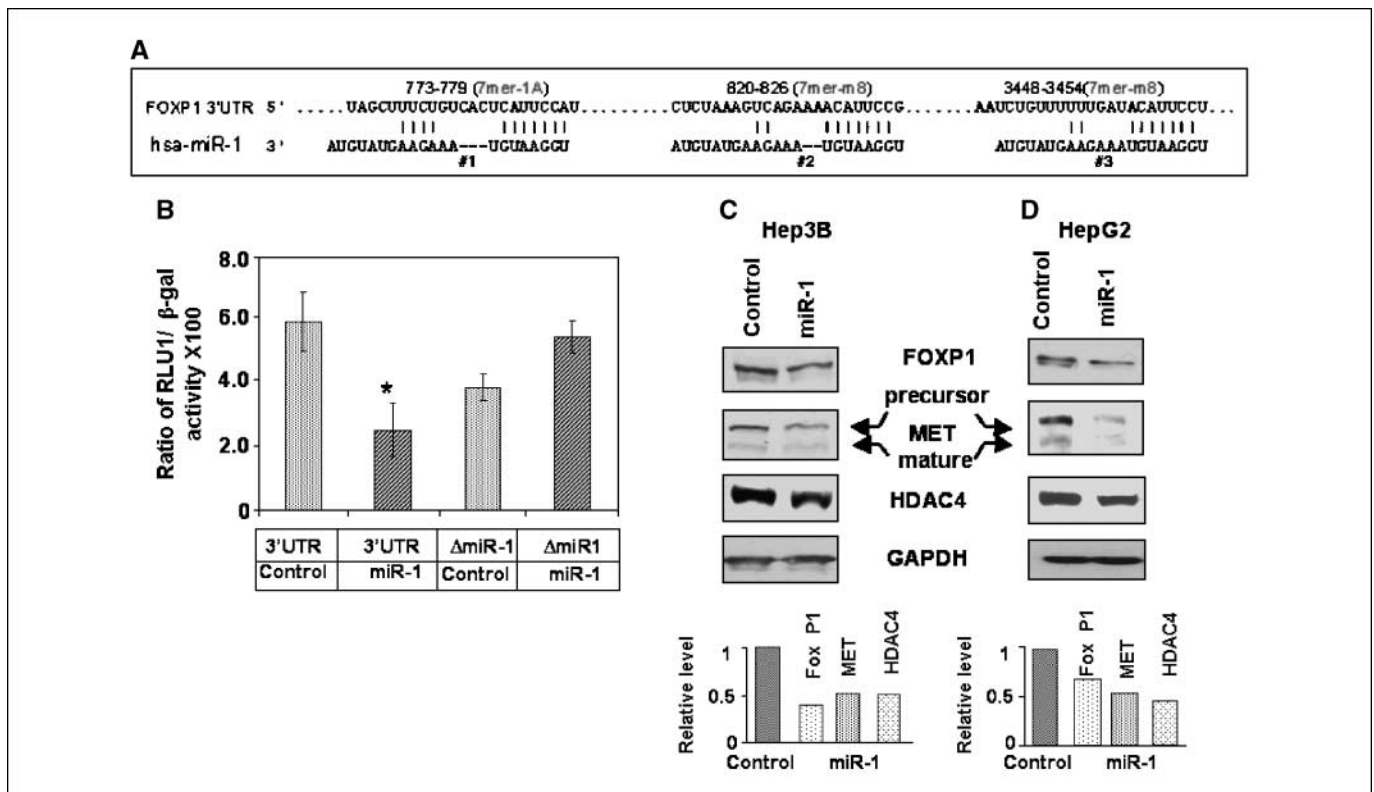 A
773-779 (7mer-1A)
820-826 (7mer-m8)
3448-3454(7mer-m8)
FOXP1 3'UTR 5' ......UAGCUUUCUGUCACUCAUUCCAU.........CUCUAAAGUCAGAAAACAUUCCG.......AAUCUGUUUUUUGAUACAUUCCU...
hsa-miR-1 3' AUGUAUGAAGAAA---UGUAAGGU AUGUAUGAAGAAA--UGUAAGGU AUGUAUGAAGAAAUGUAAGGU
#1 #2 #3
B
Ratio of RLU1/ β-gal
activity X100
8.0
6.0
4.0
2.0
0
*
3'UTR 3'UTR ΔmiR-1 ΔmiR1
Control miR-1 Control miR-1
C
Hep3B
Control
miR-1
D
HepG2
Control
miR-1
FOXP1
precursor
MET
mature
HDAC4
GAPDH
Relative level
1
0.5
0
Fox P1
MET
HDAC4
Control miR-1
Relative level
1
0.5
0
Fox P1
MET
HDAC4
Control miR-1